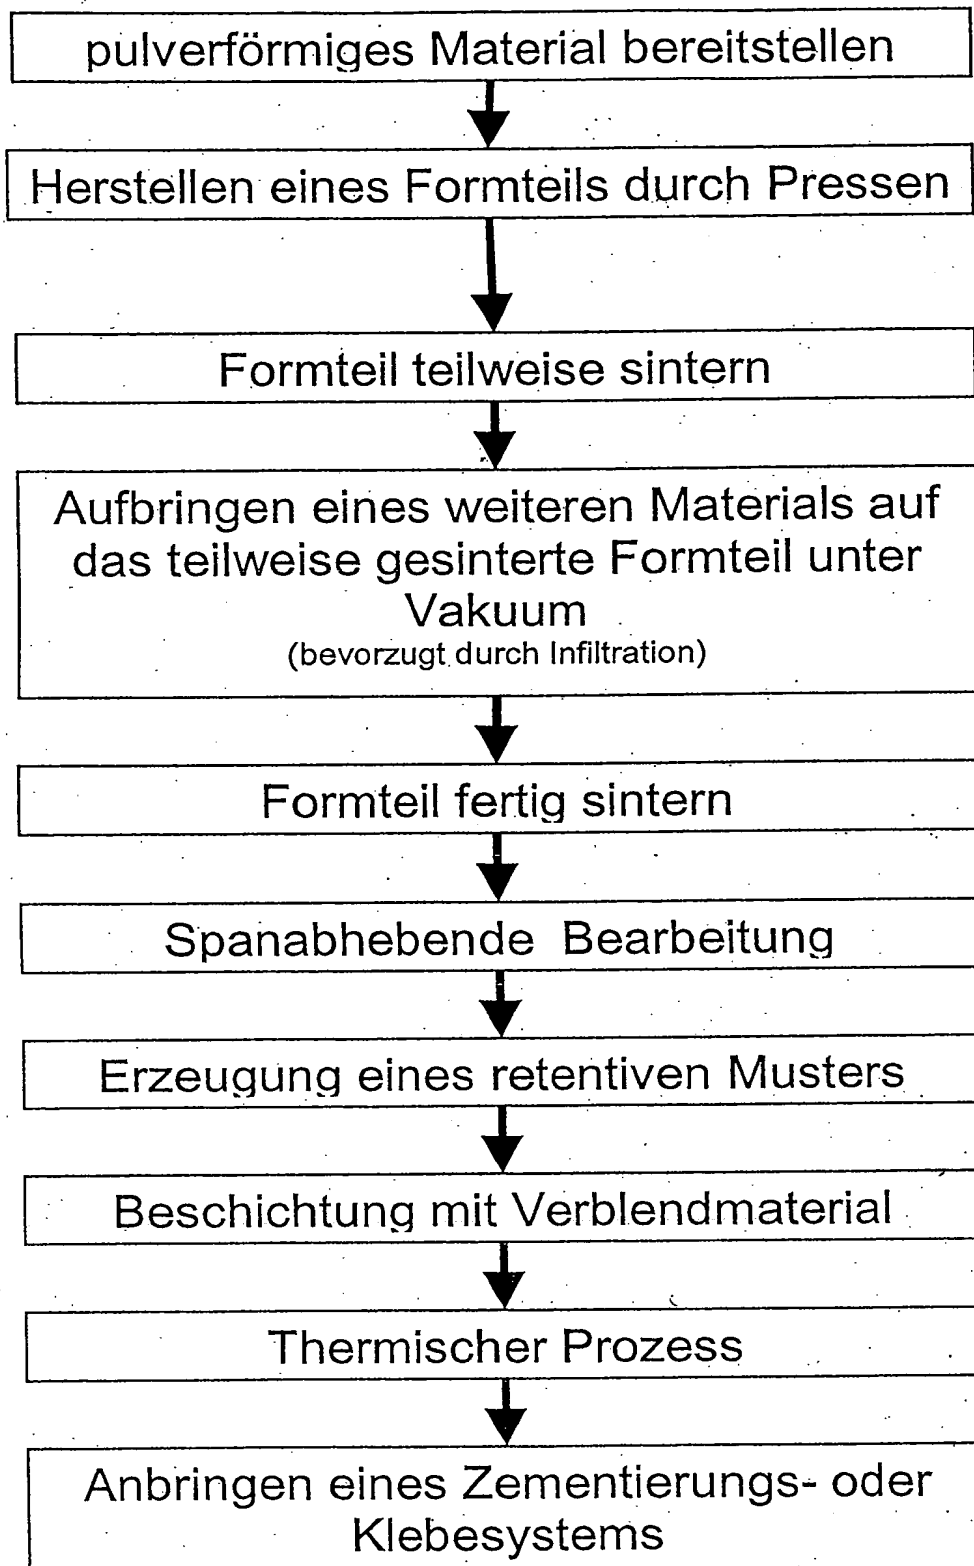 pulverförmiges Material bereitstellen
Herstellen eines Formteils durch Pressen
Formteil teilweise sintern
Aufbringen eines weiteren Materials auf
das teilweise gesinterte Formteil unter
Vakuum
(bevorzugt durch Infiltration)
Formteil fertig sintern
Spanabhebende Bearbeitung
Erzeugung eines retentiven Musters
Beschichtung mit Verblendmaterial
Thermischer Prozess
Anbringen eines Zementierungs- oder
Klebesystems